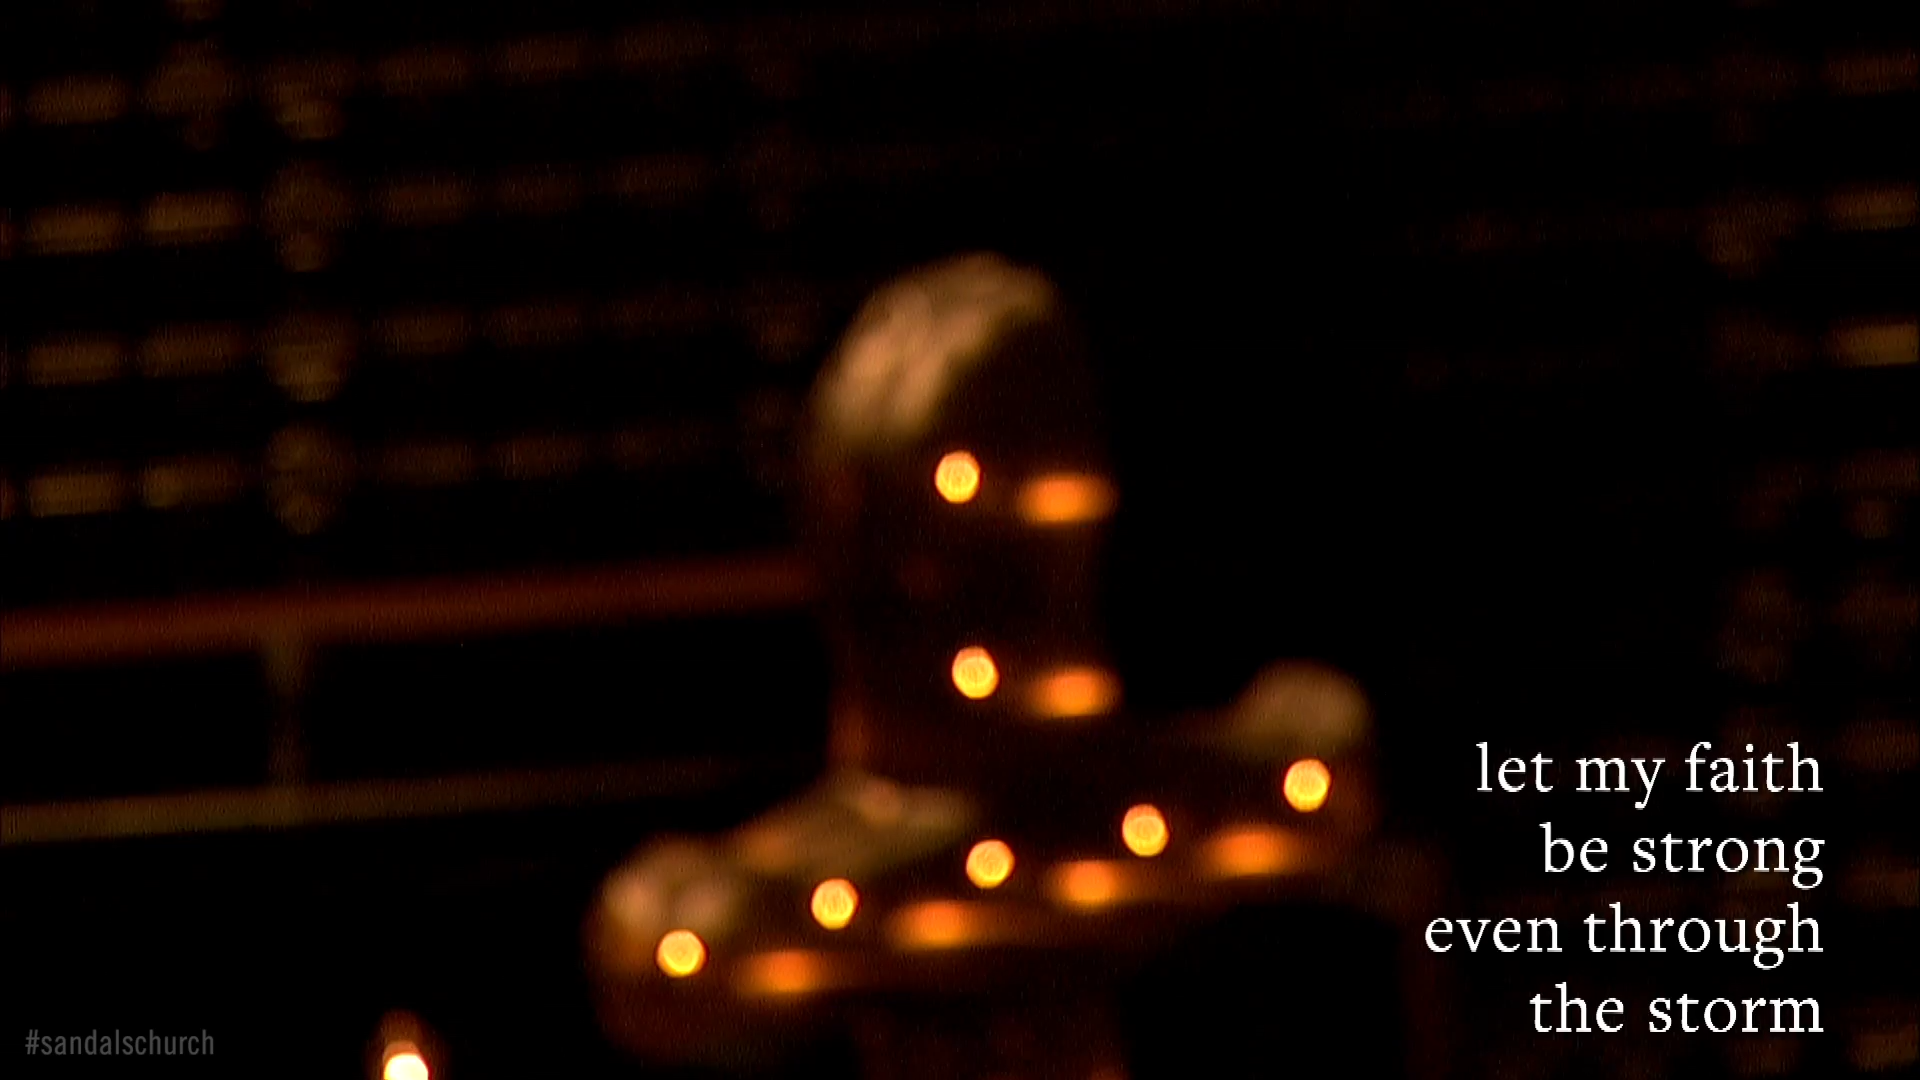 let my faith
be strong
even through
the storm
#sandalschurch